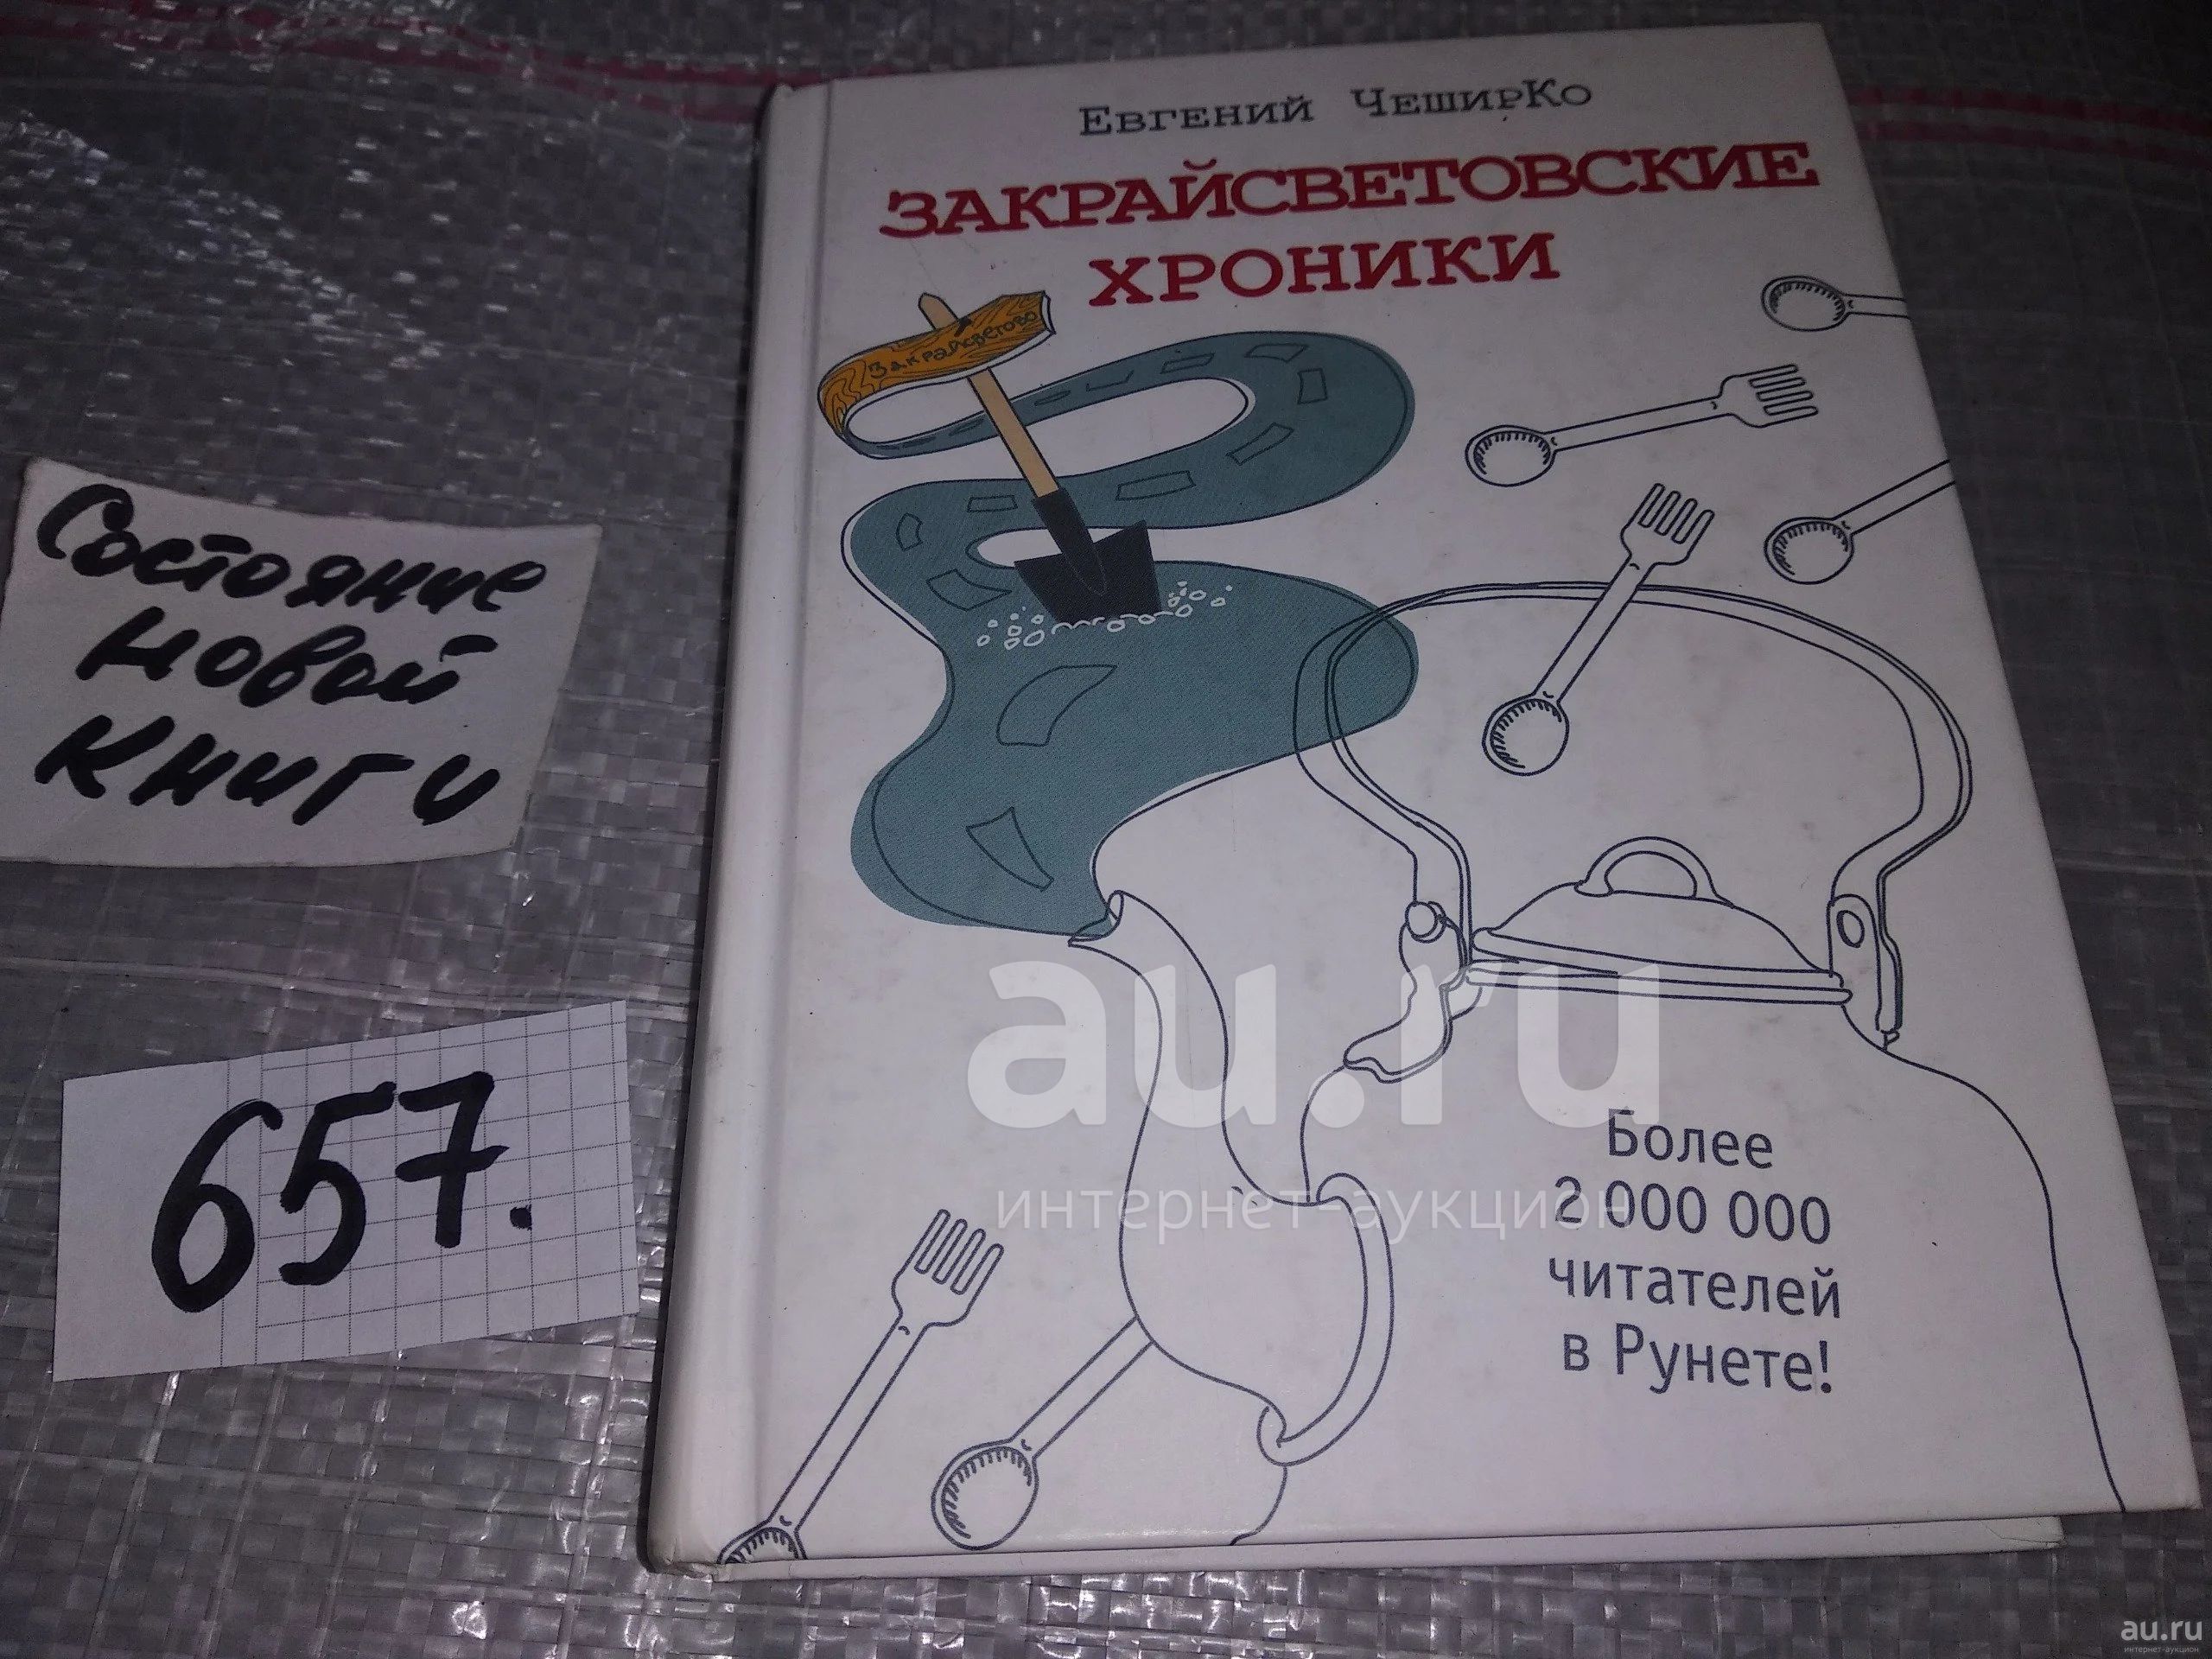 Евгений ЧеширКо
ЗАКРАЙСВЕТОВСКИЕ
ХРОНИКИ
Закрайсветово
Состояние
новой
книги
657.
au.ru
интернет-аукцион
Более
2 000 000
читателей
в Рунете!
au.ru
интернет-аукцион